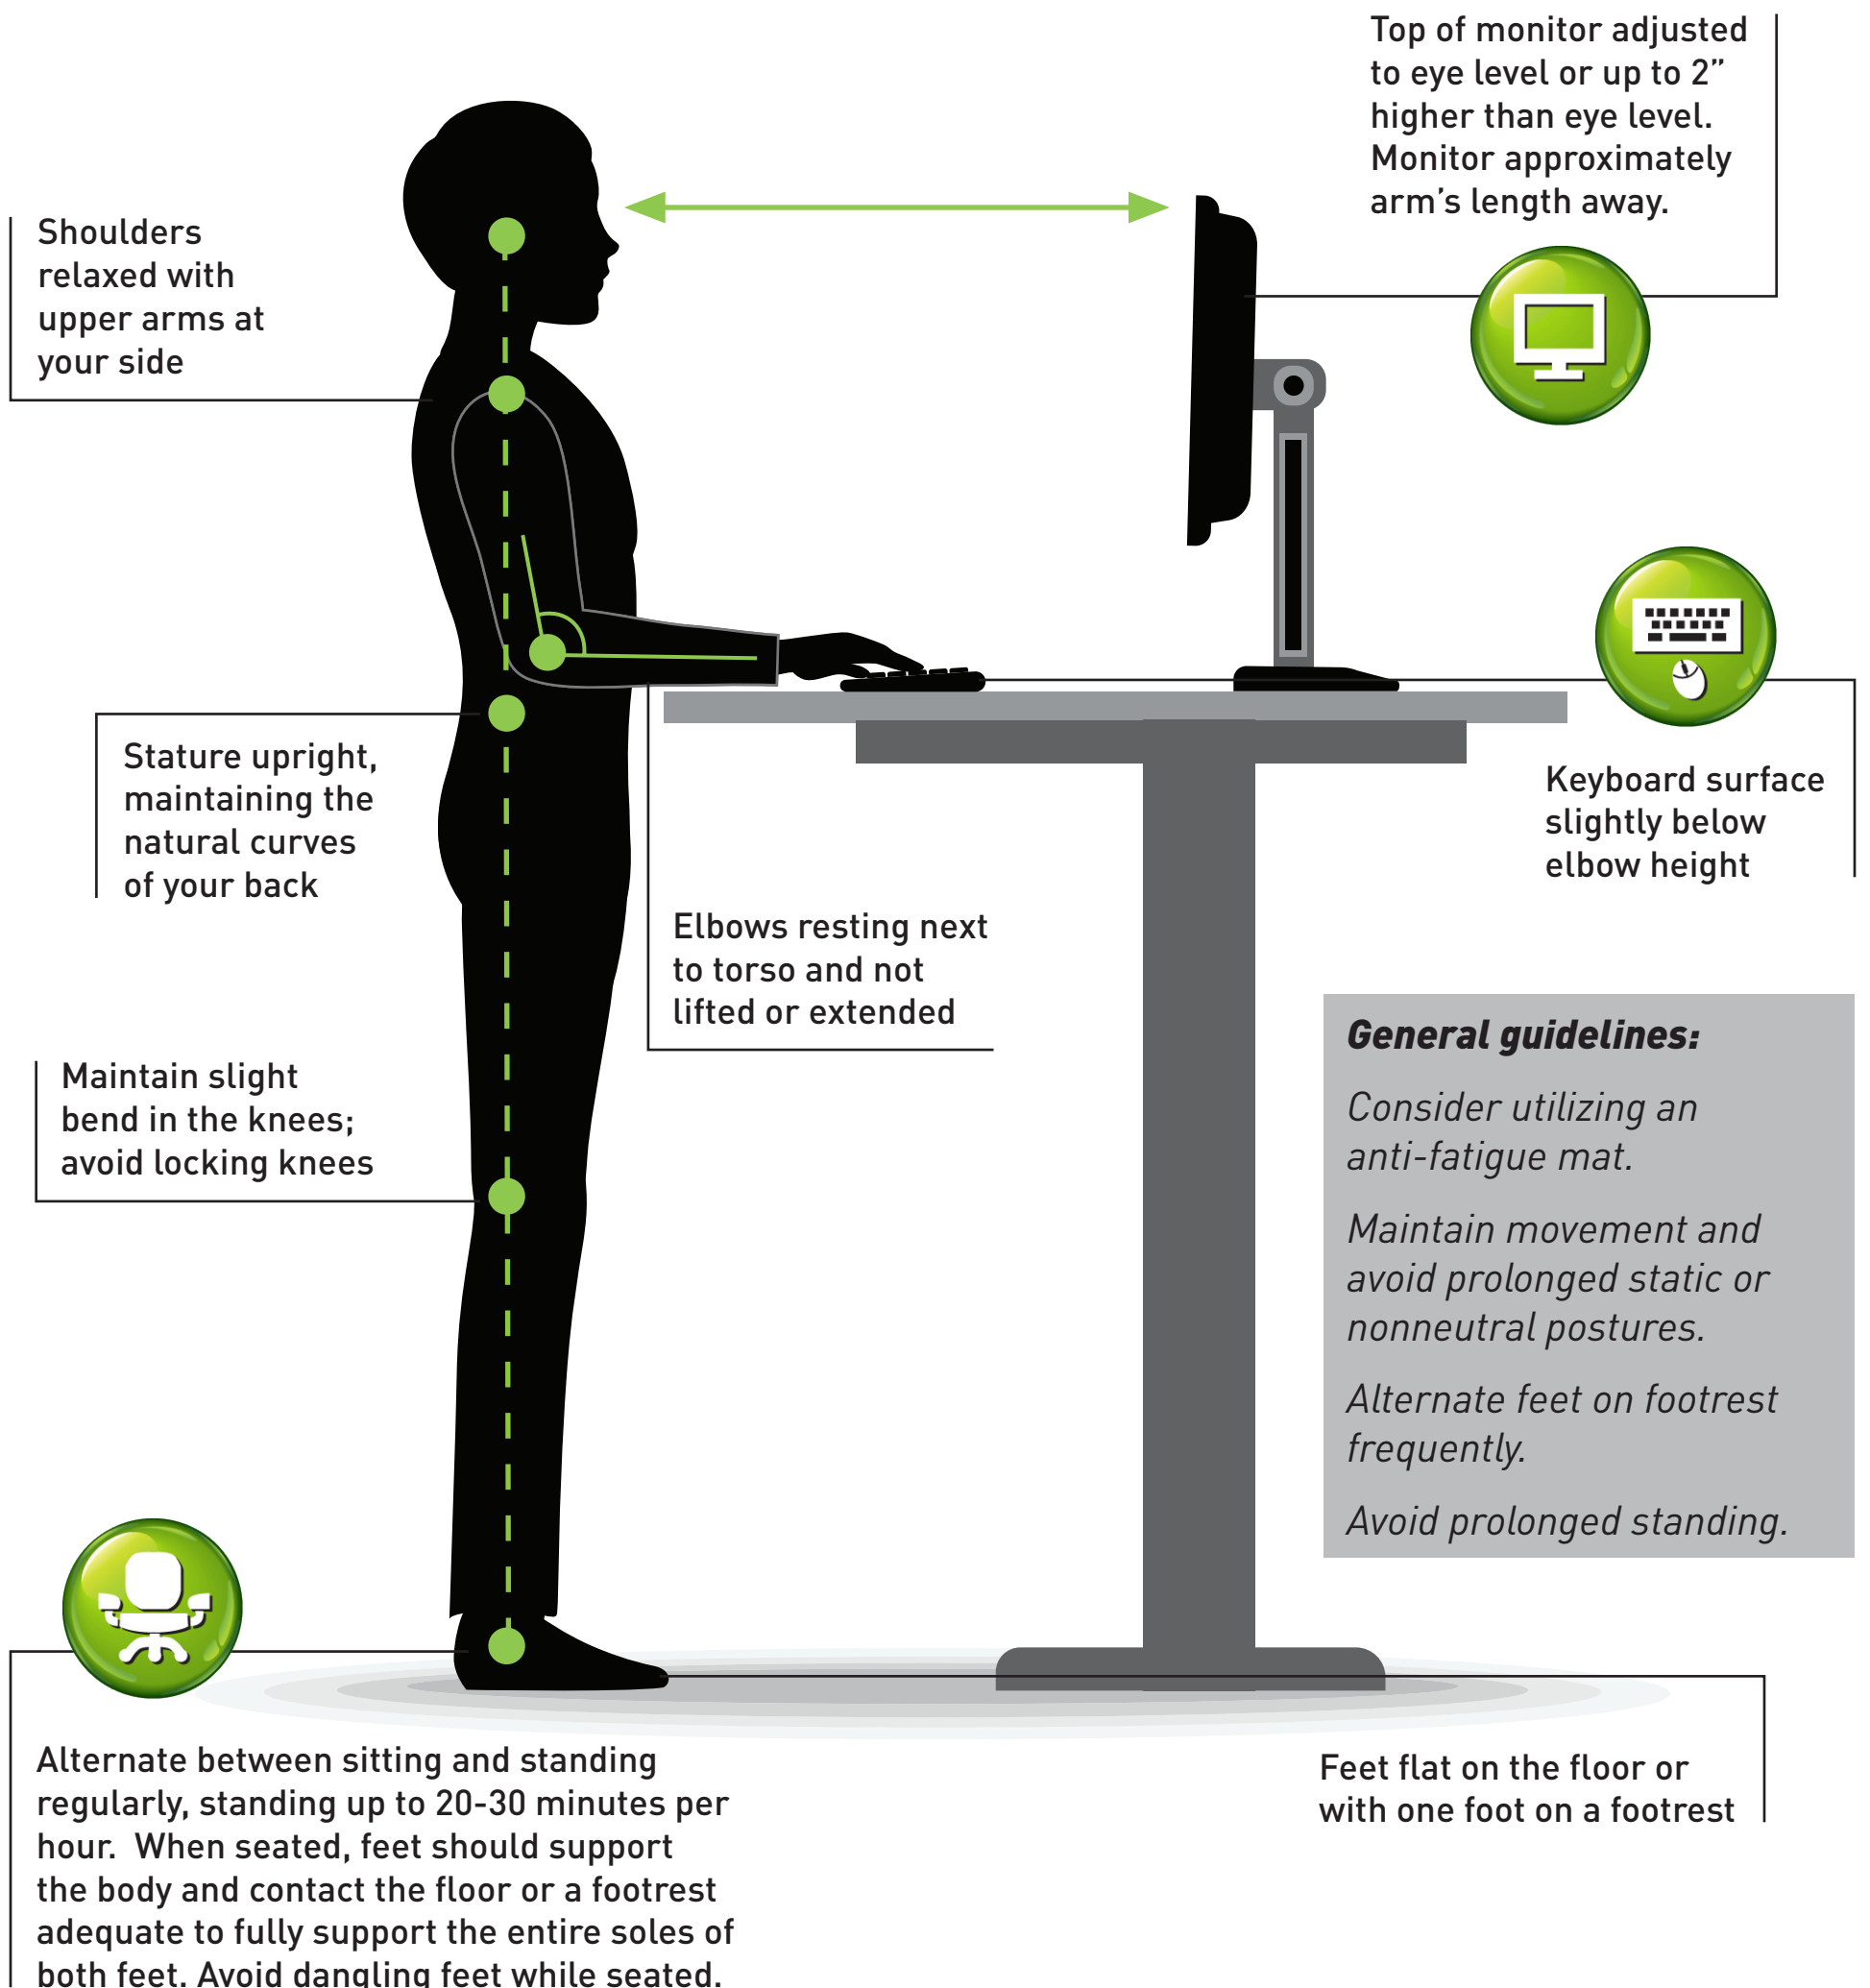 Top of monitor adjusted
to eye level or up to 2”
higher than eye level.
Monitor approximately
arm’s length away.
Shoulders
relaxed with
upper arms at
your side
Stature upright,
maintaining the
natural curves
of your back
Keyboard surface
slightly below
elbow height
Elbows resting next
to torso and not
lifted or extended
Maintain slight
bend in the knees;
avoid locking knees
General guidelines:
Consider utilizing an
anti-fatigue mat.
Maintain movement and
avoid prolonged static or
nonneutral postures.
Alternate feet on footrest
frequently.
Avoid prolonged standing.
Alternate between sitting and standing
regularly, standing up to 20-30 minutes per
hour.  When seated, feet should support
the body and contact the floor or a footrest
adequate to fully support the entire soles of
both feet. Avoid dangling feet while seated.
Feet flat on the floor or
with one foot on a footrest